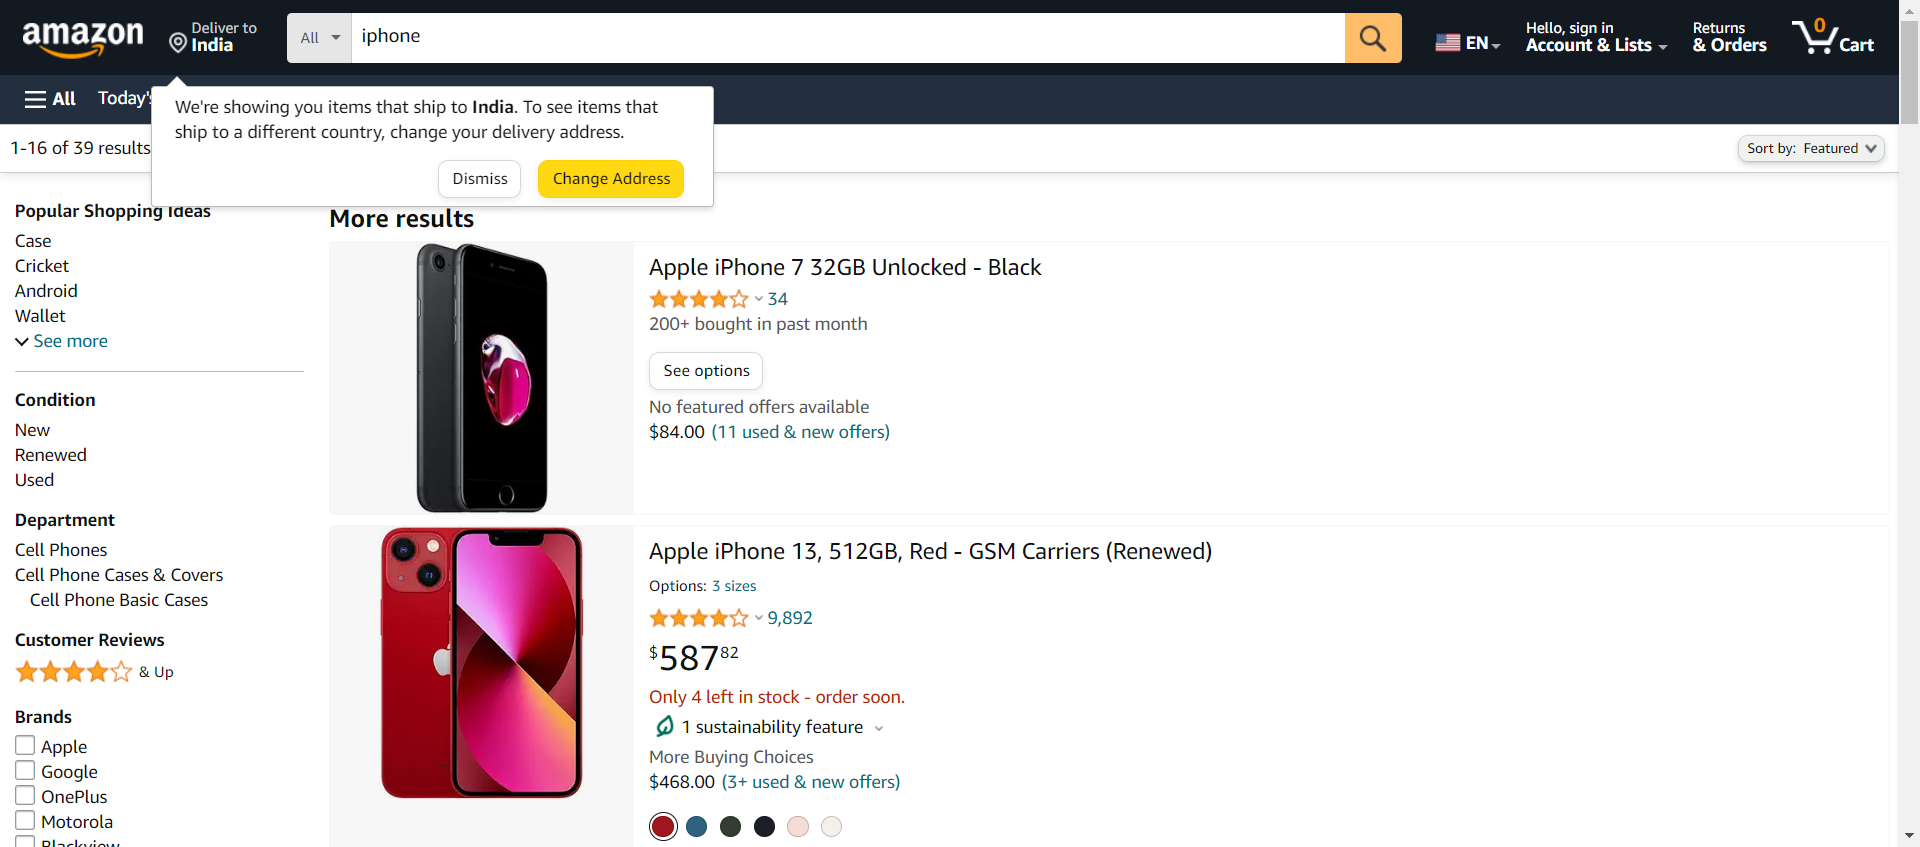 amazon
Deliver to
India
All
iphone
EN
Hello, sign in
Account & Lists
Returns
& Orders
0
Cart
All
Today's
We're showing you items that ship to India. To see items that
ship to a different country, change your delivery address.
Dismiss
Change Address
1-16 of 39 results
Sort by: Featured
Popular Shopping Ideas
Case
Cricket
Android
Wallet
See more
Condition
New
Renewed
Used
Department
Cell Phones
Cell Phone Cases & Covers
Cell Phone Basic Cases
Customer Reviews
& Up
Brands
Apple
Google
OnePlus
Motorola
Blackview
More results
Apple iPhone 7 32GB Unlocked - Black
34
200+ bought in past month
See options
No featured offers available
$84.00 (11 used & new offers)
Apple iPhone 13, 512GB, Red - GSM Carriers (Renewed)
Options: 3 sizes
9,892
$587 82
Only 4 left in stock - order soon.
1 sustainability feature
More Buying Choices
$468.00 (3+ used & new offers)